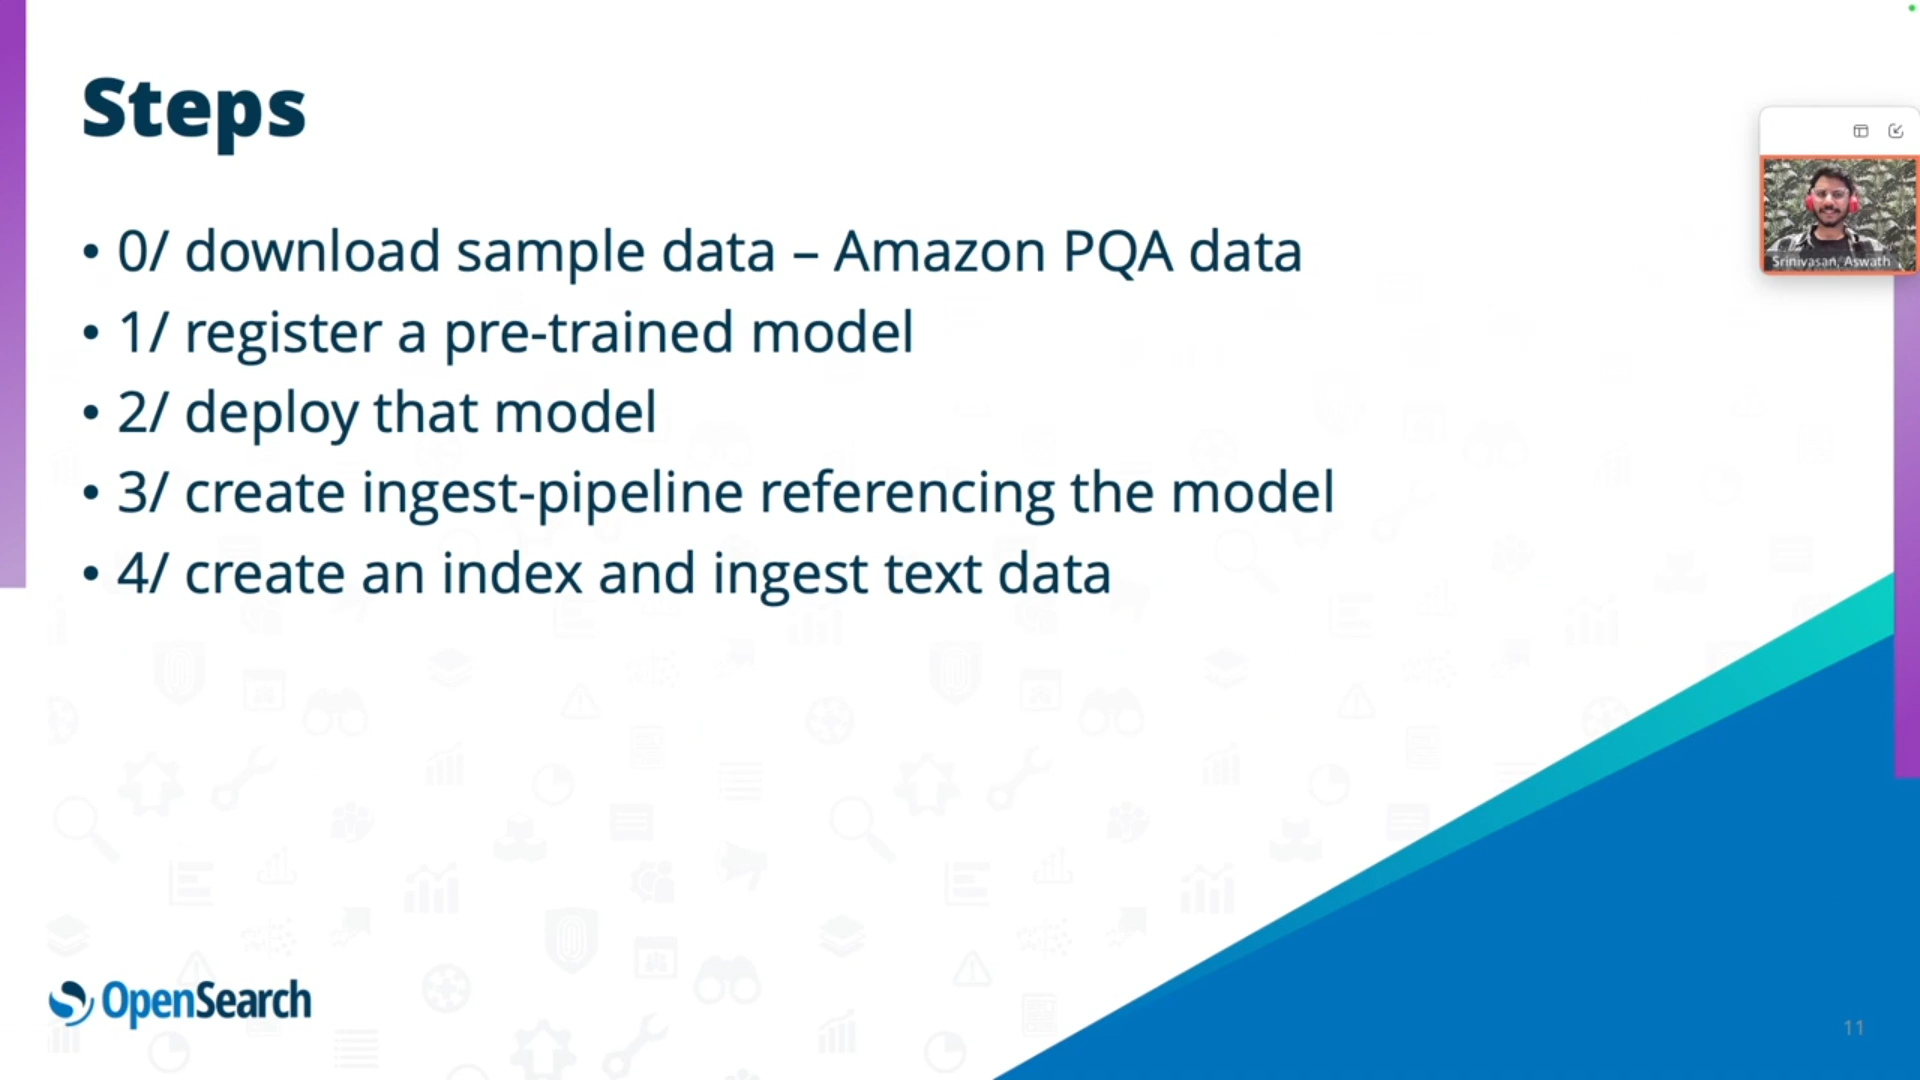 Steps
• 0/ download sample data – Amazon PQA data
• 1/ register a pre-trained model
• 2/ deploy that model
• 3/ create ingest-pipeline referencing the model
• 4/ create an index and ingest text data
Srinivasan, Aswath
OpenSearch
11